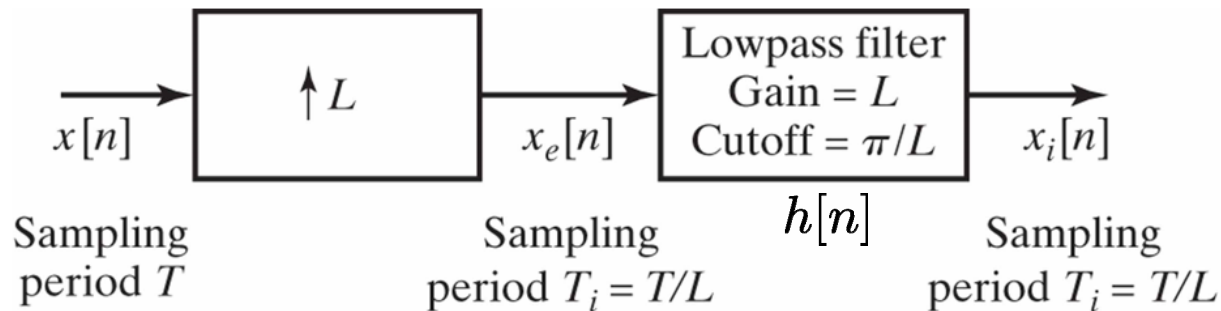 ↑ L
Lowpass filter
Gain = L
Cutoff = π/L
x[n]
x_e[n]
x_i[n]
h[n]
Sampling
period T
Sampling
period T_i = T/L
Sampling
period T_i = T/L